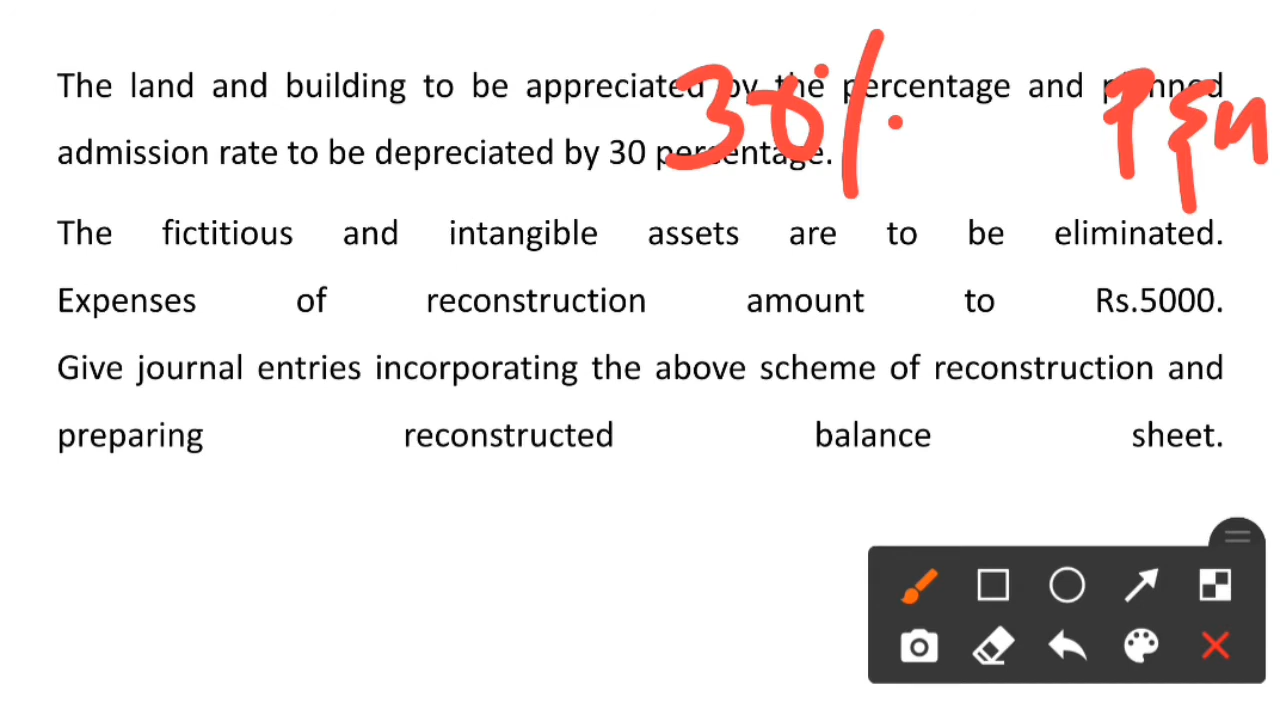 The land and building to be appreciated by the percentage and planned
30%
admission rate to be depreciated by 30 percentage.
The fictitious and intangible assets are to be eliminated.
Expenses of reconstruction amount to Rs.5000.
Give journal entries incorporating the above scheme of reconstruction and
preparing reconstructed balance sheet.